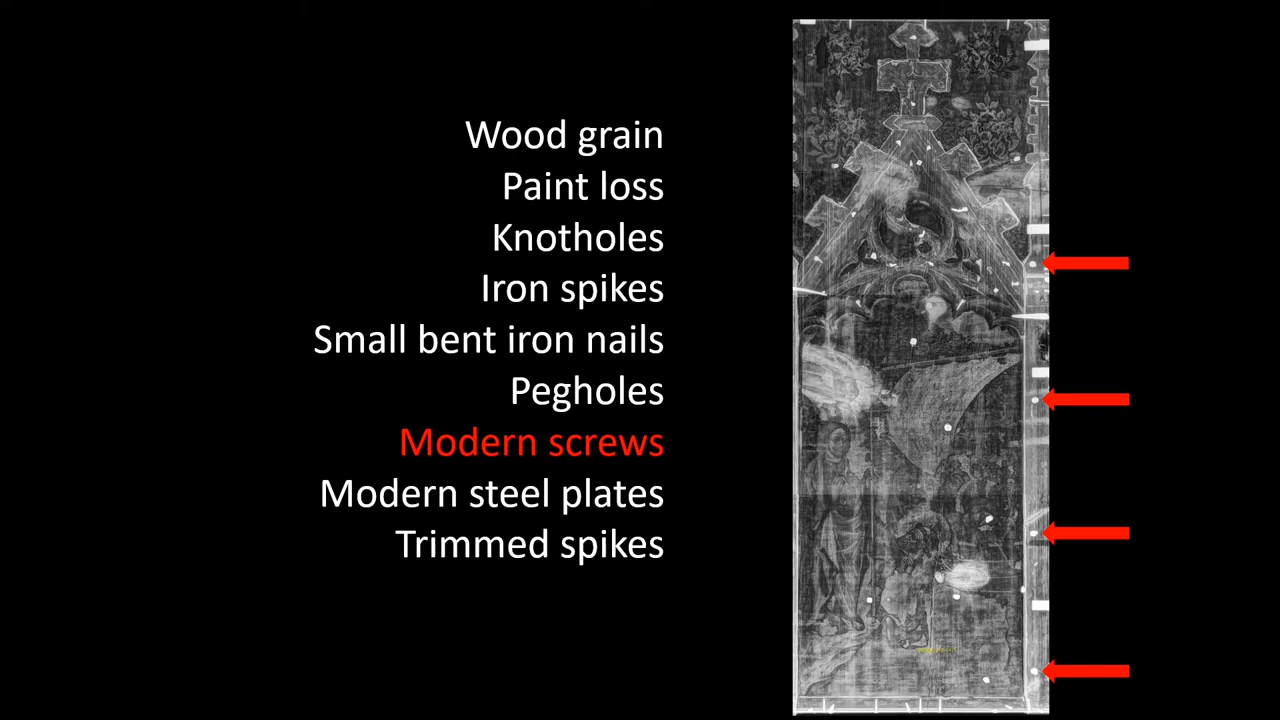 Wood grain
Paint loss
Knotholes
Iron spikes
Small bent iron nails
Pegholes
Modern screws
Modern steel plates
Trimmed spikes